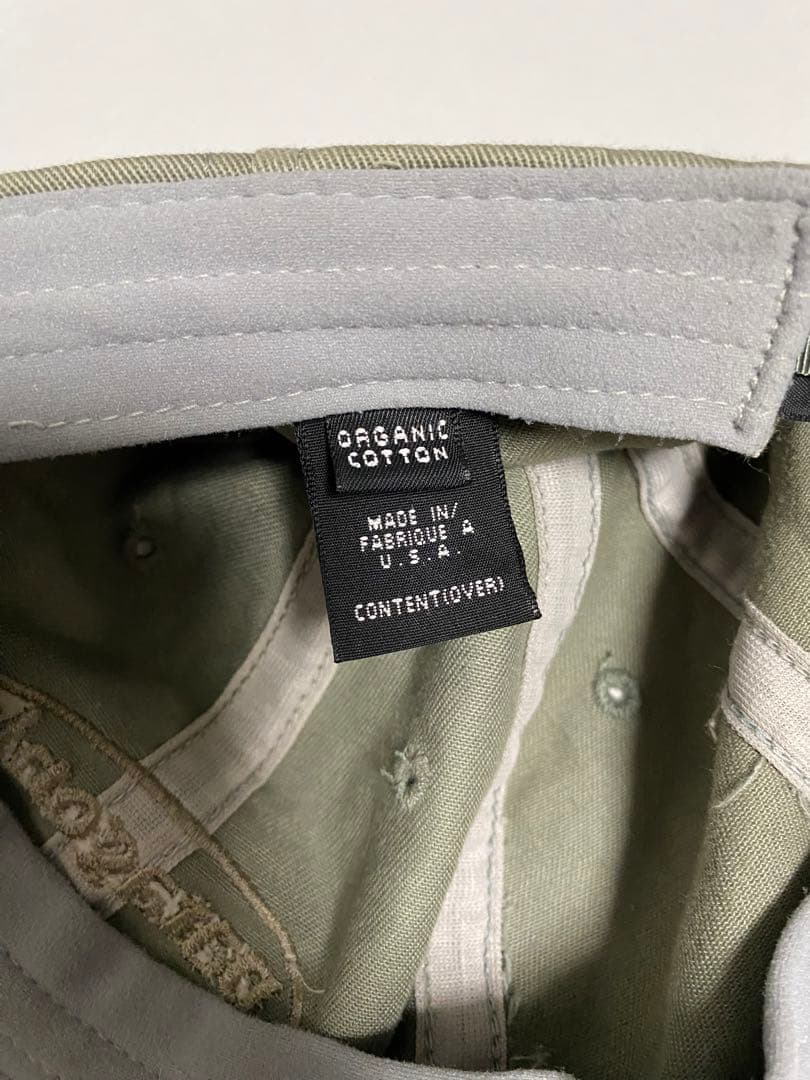 ORGANIC
COTTON
MADE IN/
FABRIQUE A
U.S.A.
CONTENT(OVER)